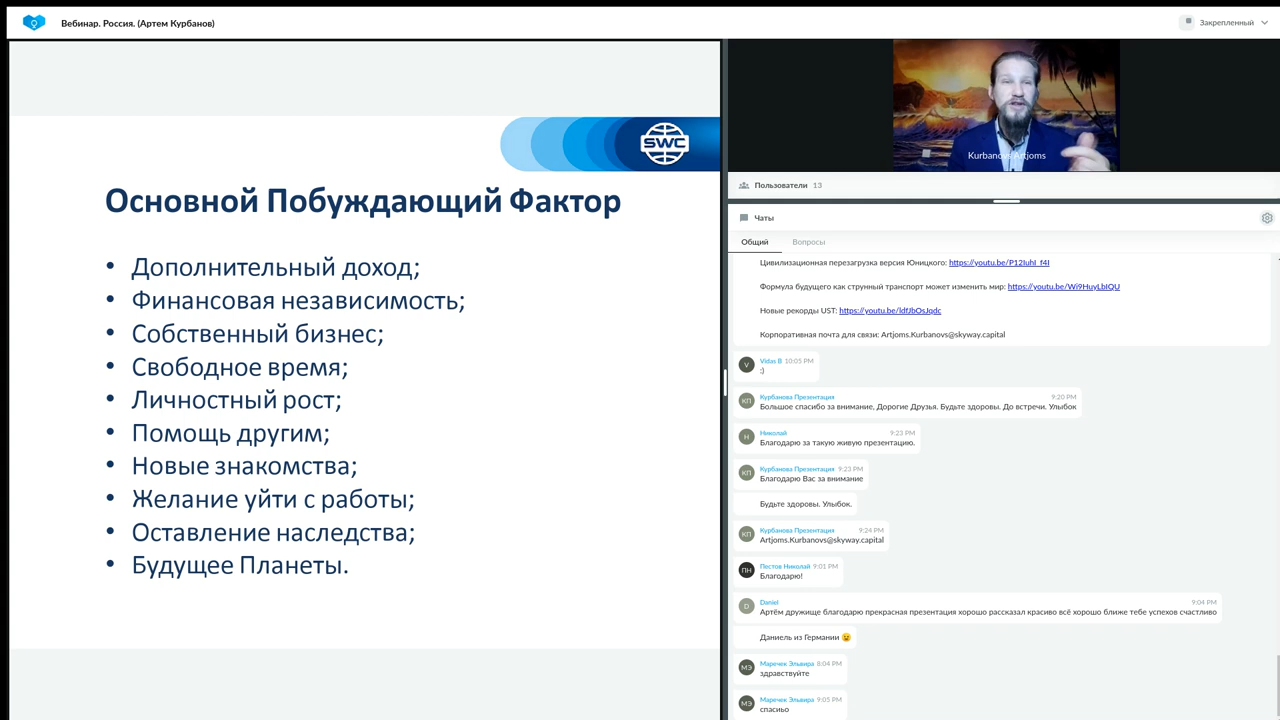 Вебинар. Россия. (Артем Курбанов)
Закрепленный
SWC
Основной Побуждающий Фактор
• Дополнительный доход;
• Финансовая независимость;
• Собственный бизнес;
• Свободное время;
• Личностный рост;
• Помощь другим;
• Новые знакомства;
• Желание уйти с работы;
• Оставление наследства;
• Будущее Планеты.
Kurbanovs Artjoms
Пользователи 13
Чаты
Общий Вопросы
Цивилизационная перезагрузка версия Юницкого: https://youtu.be/P12IuhI_f4I
Формула будущего как струнный транспорт может изменить мир: https://youtu.be/Wi9HuyLbIQU
Новые рекорды UST: https://youtu.be/ldfJbOsJqdc
Корпоративная почта для связи: Artjoms.Kurbanovs@skyway.capital
V
Vidas B 10:05 PM
:)
КП
Курбанова Презентация 9:20 PM
Большое спасибо за внимание, Дорогие Друзья. Будьте здоровы. До встречи. Улыбок
Н
Николай 9:23 PM
Благодарю за такую живую презентацию.
КП
Курбанова Презентация 9:23 PM
Благодарю Вас за внимание
Будьте здоровы. Улыбок.
КП
Курбанова Презентация 9:24 PM
Artjoms.Kurbanovs@skyway.capital
ПН
Пестов Николай 9:01 PM
Благодарю!
D
Daniel 9:04 PM
Артём дружище благодарю прекрасная презентация хорошо рассказал красиво всё хорошо ближе тебе успехов счастливо
Даниель из Германии 😉
МЭ
Маречек Эльвира 8:04 PM
здравствуйте
МЭ
Маречек Эльвира 9:05 PM
спасиьо